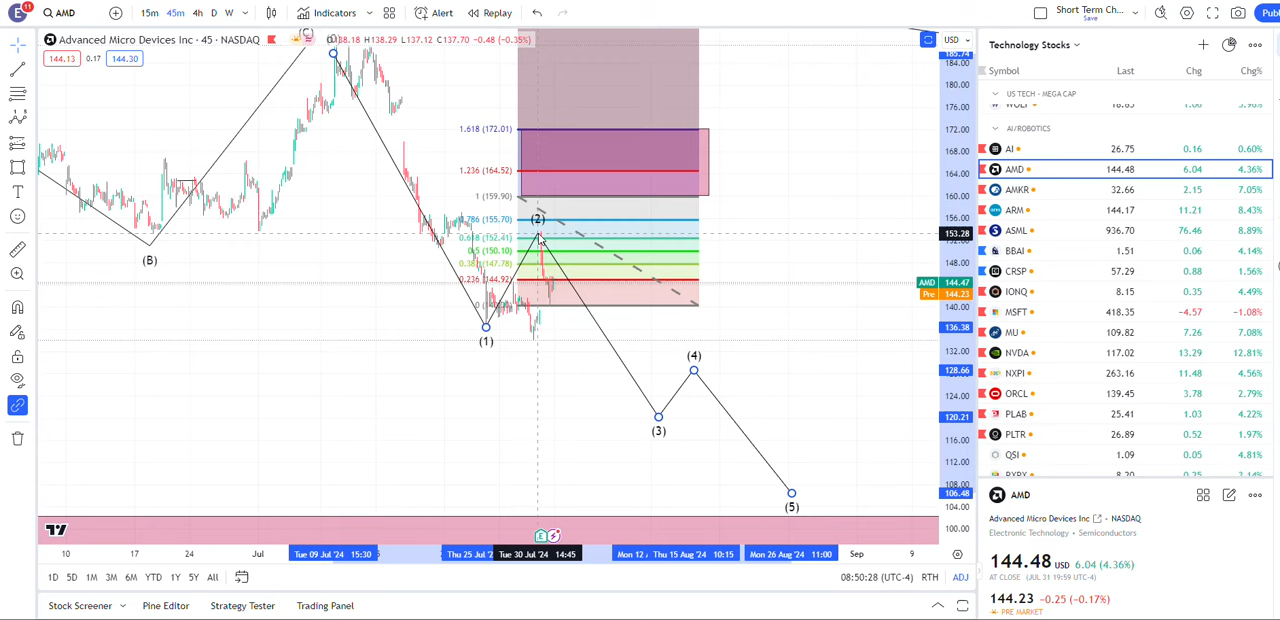 E 11 AMD 15m 45m 4h D W Indicators Alert Replay Short Term Ch... Save Publ
Advanced Micro Devices Inc · 45 · NASDAQ 138.18 H138.29 L137.12 C137.70 -0.48 (-0.35%)
144.13 0.17 144.30
USD
185.74
184.00
180.00
176.00
172.00
168.00
164.00
160.00
156.00
153.28
152.00
148.00
AMD 144.47
Pre 144.23
140.00
136.38
132.00
128.66
124.00
120.21
116.00
112.00
108.00
106.48
104.00
100.00
1.618 (172.01)
1.236 (164.52)
1 (159.90)
0.786 (155.70)
0.618 (152.41)
0.5 (150.10)
0.382 (147.78)
0.236 (144.92)
(B)
(1)
(2)
(3)
(4)
(5)
10 17 24 Jul Tue 09 Jul '24 15:30 Thu 25 Jul Tue 30 Jul '24 14:45 Mon 12 Thu 15 Aug '24 10:15 Mon 26 Aug '24 11:00 Sep 9
1D 5D 1M 3M 6M YTD 1Y 5Y All 08:50:28 (UTC-4) RTH ADJ
Stock Screener Pine Editor Strategy Tester Trading Panel
Technology Stocks
Symbol Last Chg Chg%
US TECH - MEGA CAP
AI/ROBOTICS
AI 26.75 0.16 0.60%
AMD 144.48 6.04 4.36%
AMKR 32.66 2.15 7.05%
ARM 144.17 11.21 8.43%
ASML 936.70 76.46 8.89%
BBAI 1.51 0.06 4.14%
CRSP 57.29 0.88 1.56%
IONQ 8.15 0.35 4.49%
MSFT 418.35 -4.57 -1.08%
MU 109.82 7.26 7.08%
NVDA 117.02 13.29 12.81%
NXPI 263.16 11.48 4.56%
ORCL 139.45 3.78 2.79%
PLAB 25.41 1.03 4.22%
PLTR 26.89 0.52 1.97%
QSI 1.09 0.05 4.81%
AMD
Advanced Micro Devices Inc · NASDAQ
Electronic Technology · Semiconductors
144.48 USD 6.04 (4.36%)
AT CLOSE (JUL 31 19:59 UTC-4)
144.23 -0.25 (-0.17%)
PRE MARKET